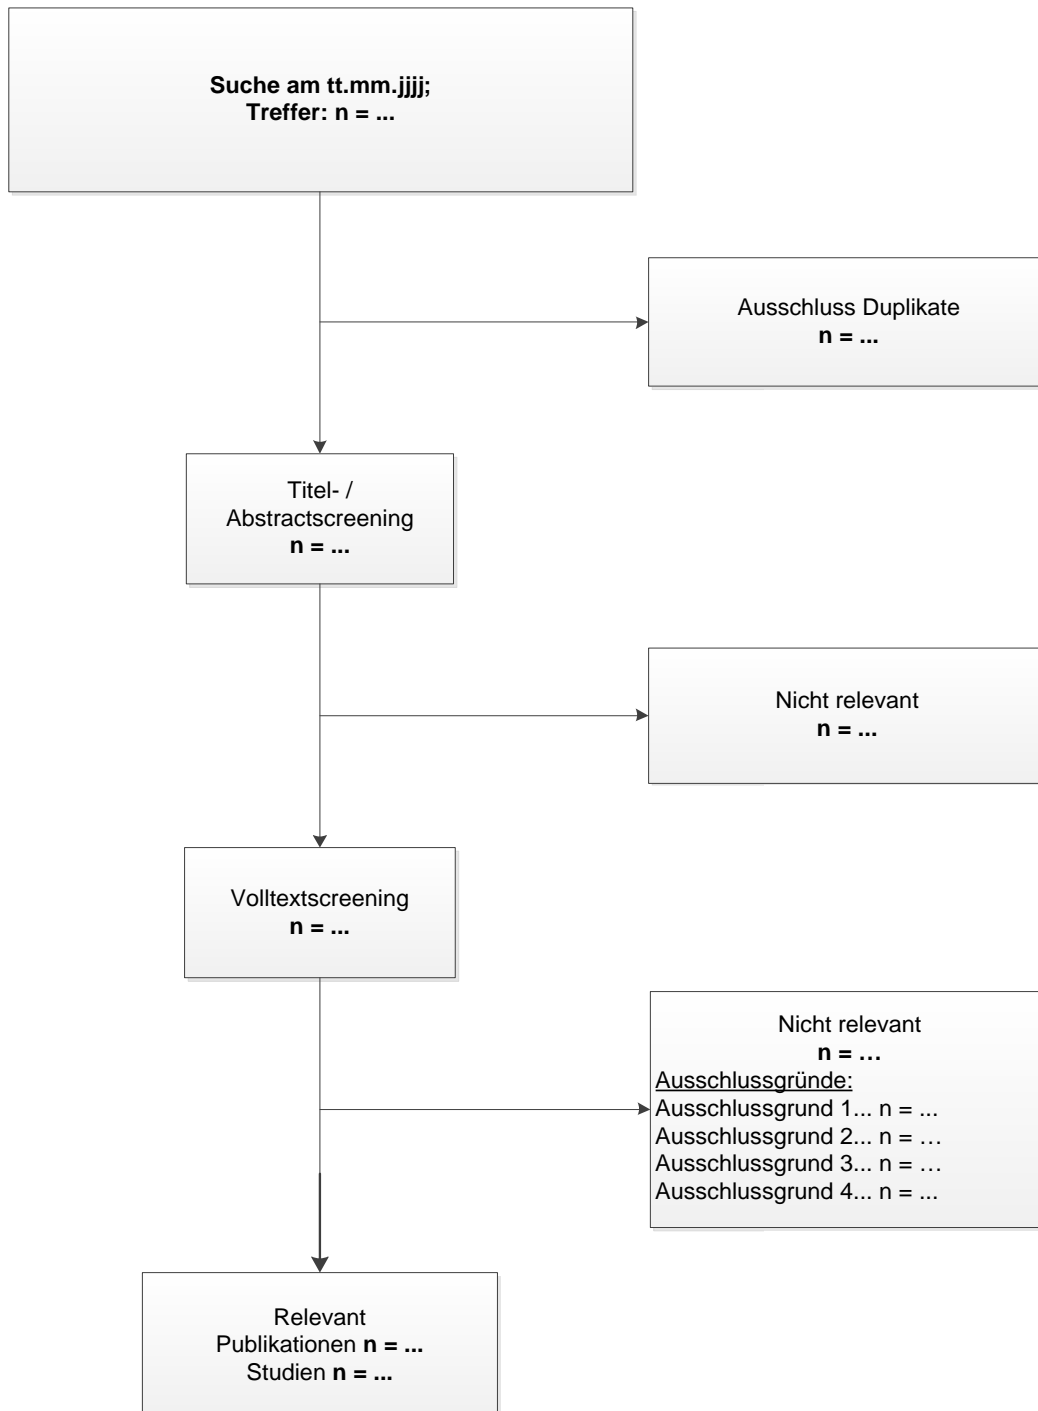 Suche am tt.mm.jjjj;
Treffer: n = ...
Ausschluss Duplikate
n = ...
Titel- /
Abstractscreening
n = ...
Nicht relevant
n = ...
Volltextscreening
n = ...
Nicht relevant
n = …
Ausschlussgründe:
Ausschlussgrund 1... n = ...
Ausschlussgrund 2... n = …
Ausschlussgrund 3... n = …
Ausschlussgrund 4... n = ...
Relevant
Publikationen n = ...
Studien n = ...